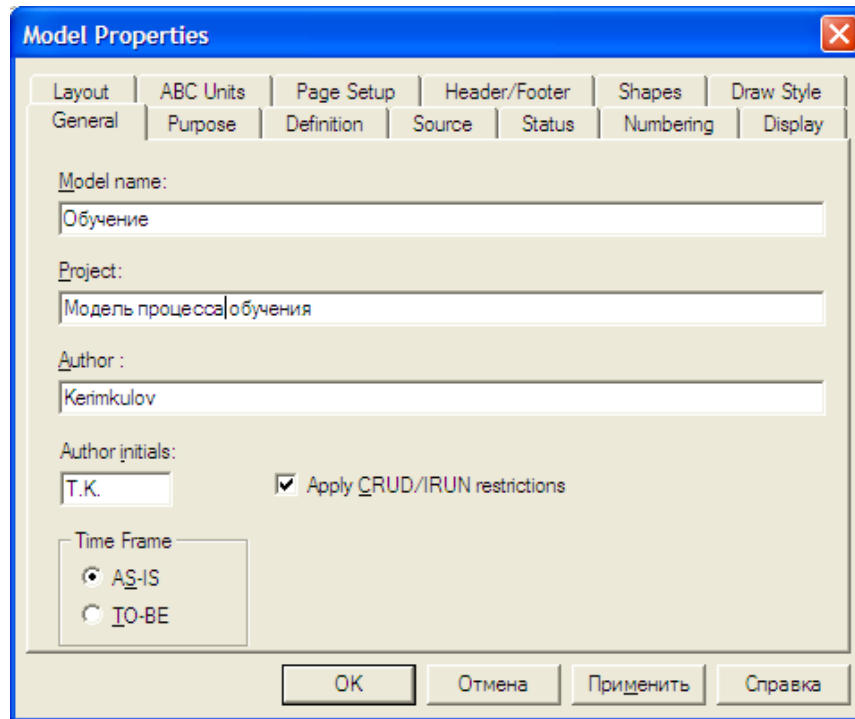 Model Properties
Layout ABC Units Page Setup Header/Footer Shapes Draw Style
General Purpose Definition Source Status Numbering Display
Model name:
Обучение
Project:
Модель процесса обучения
Author :
Kerimkulov
Author initials:
T.K. Apply CRUD/IRUN restrictions
Time Frame
AS-IS
TO-BE
OK Отмена Применить Справка